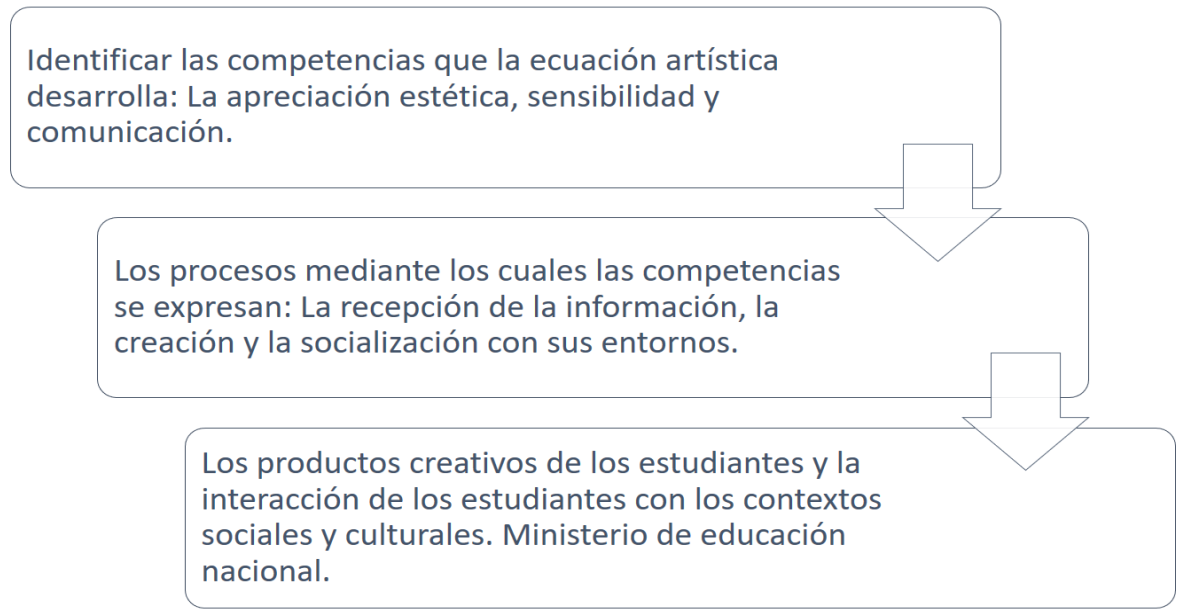 Identificar las competencias que la ecuación artística
desarrolla: La apreciación estética, sensibilidad y
comunicación.
Los procesos mediante los cuales las competencias
se expresan: La recepción de la información, la
creación y la socialización con sus entornos.
Los productos creativos de los estudiantes y la
interacción de los estudiantes con los contextos
sociales y culturales. Ministerio de educación
nacional.